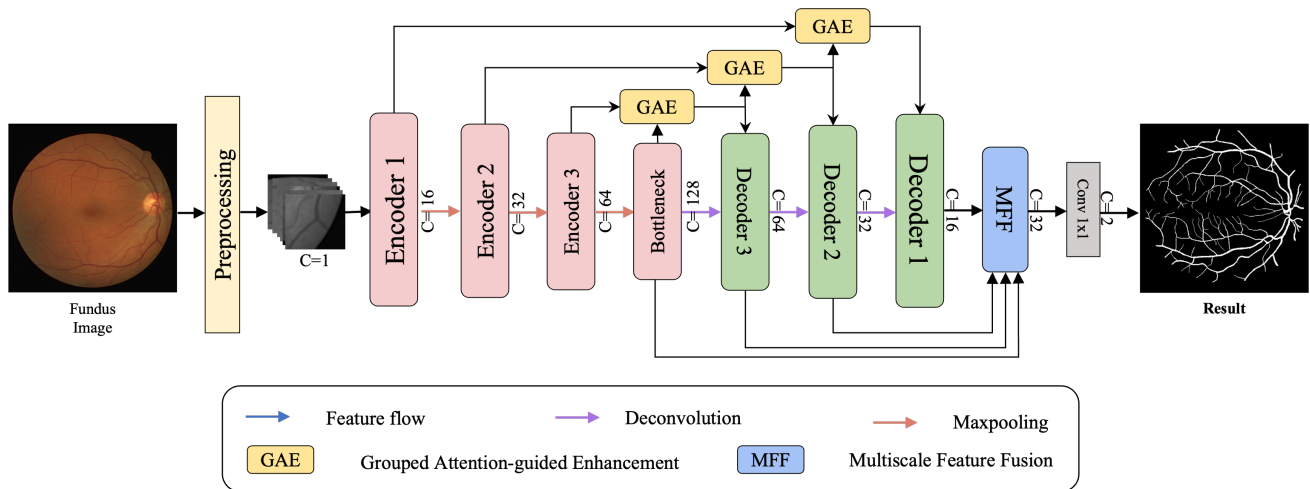 GAE
GAE
GAE
Preprocessing
Encoder 1
C=16
Encoder 2
C=32
Encoder 3
C=64
Bottleneck
C=128
Decoder 3
C=64
Decoder 2
C=32
Decoder 1
C=16
MFF
C=32
Conv 1x1
C=2
C=1
Fundus
Image
Result
Feature flow
Deconvolution
Maxpooling
GAE
Grouped Attention-guided Enhancement
MFF
Multiscale Feature Fusion